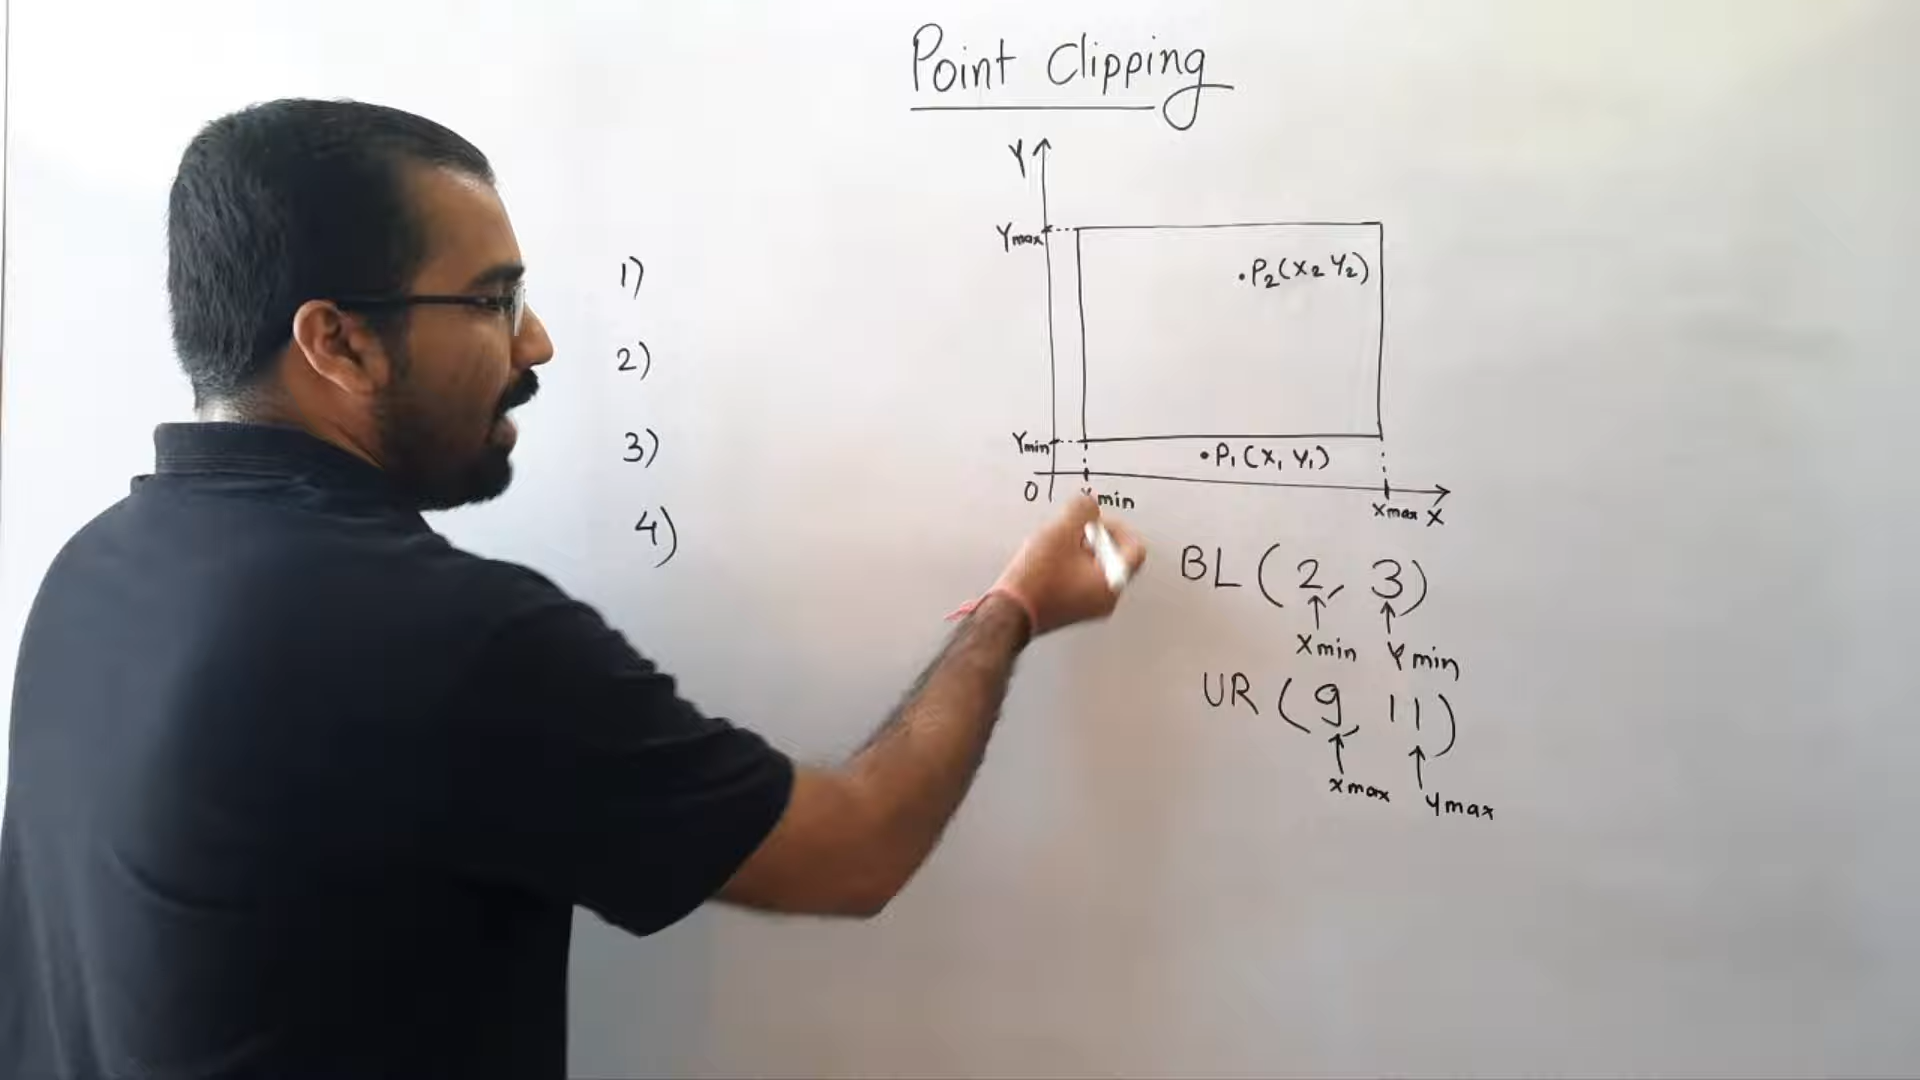 Point Clipping
Y
Ymax
.P2(X2 Y2)
1)
2)
3)
4)
Ymin
.P1(X1 Y1)
0
Xmin
Xmax X
BL (2, 3)
Xmin Ymin
UR (9, 11)
Xmax Ymax